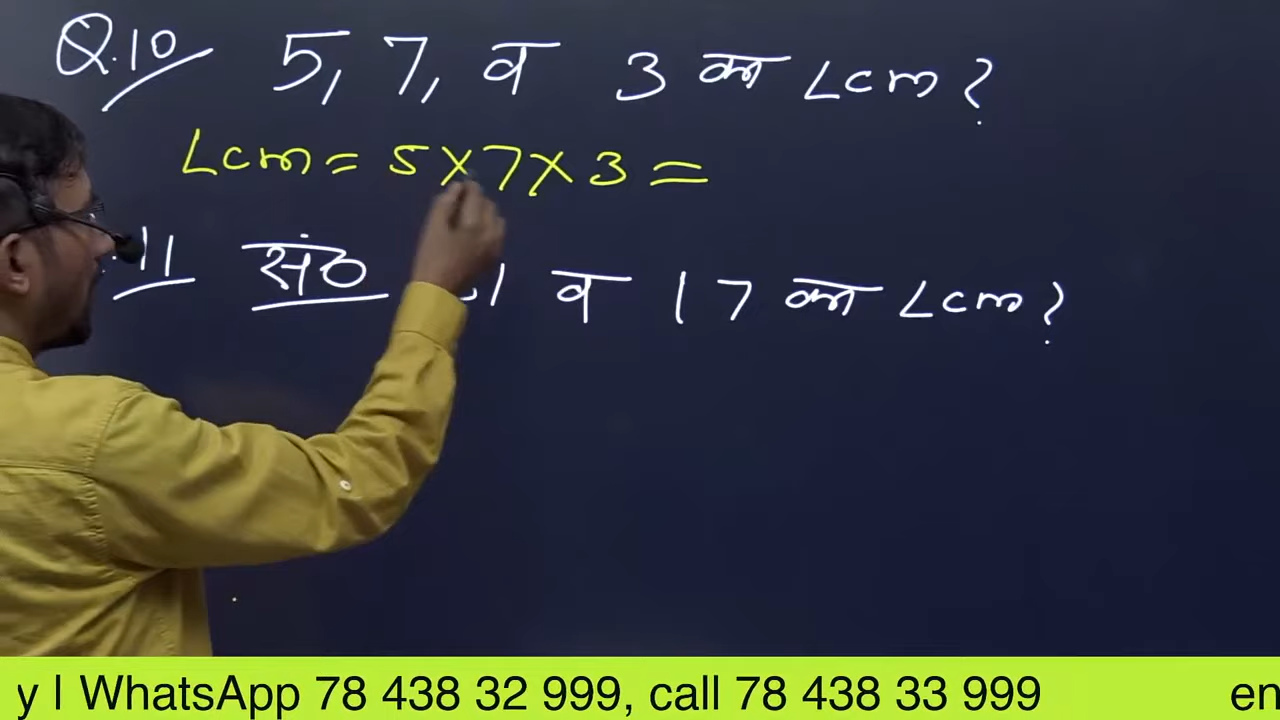 Q.10 5, 7, व 3 का Lcm?
Lcm = 5 × 7 × 3 =
11 सं० व 17 का Lcm?
y l WhatsApp 78 438 32 999, call 78 438 33 999 en